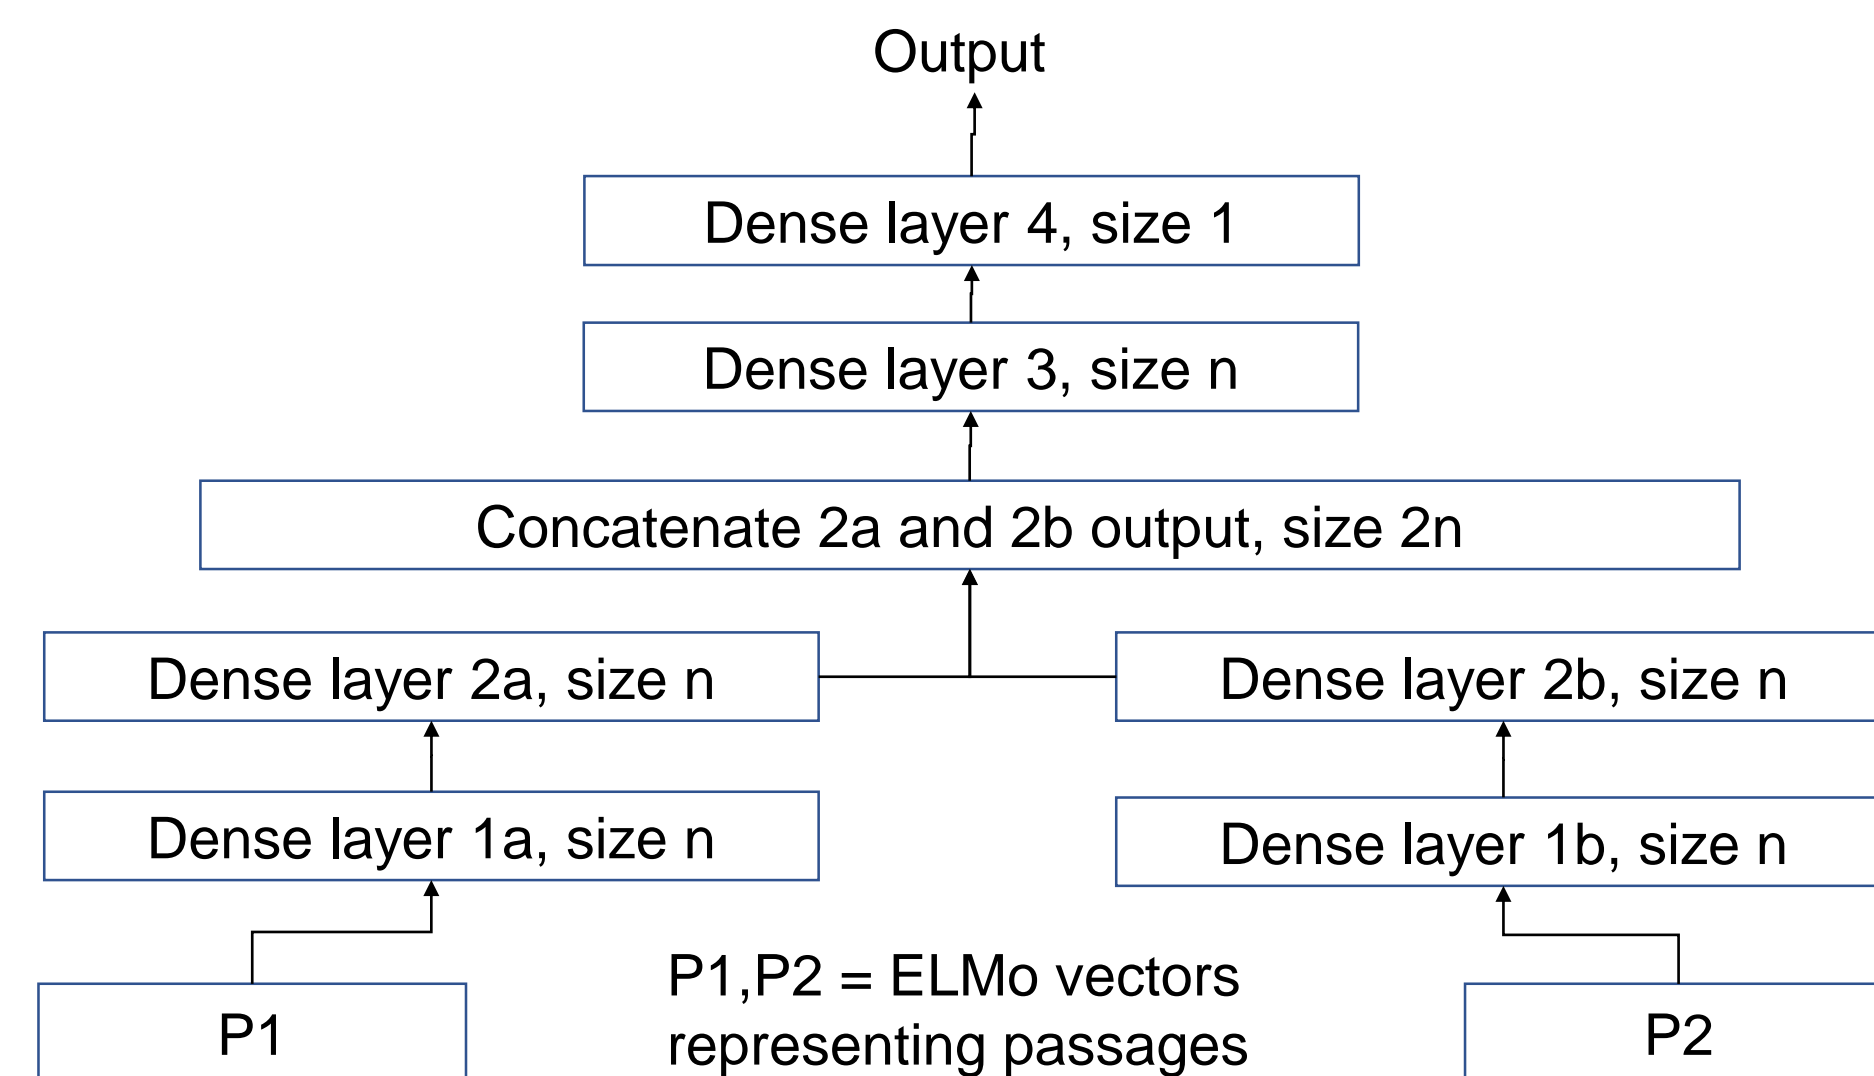 Output
Dense layer 4, size 1
Dense layer 3, size n
Concatenate 2a and 2b output, size 2n
Dense layer 2a, size n
Dense layer 2b, size n
Dense layer 1a, size n
Dense layer 1b, size n
P1
P1,P2 = ELMo vectors
representing passages
P2